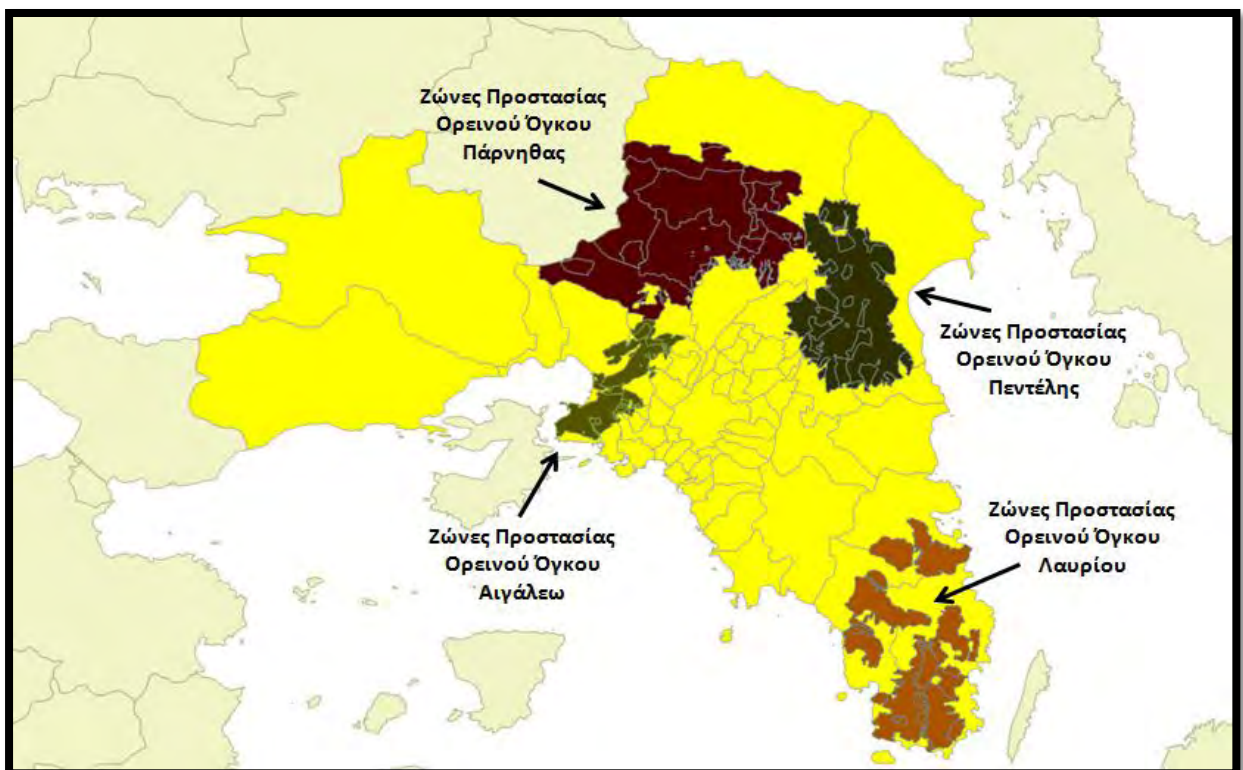 Ζώνες Προστασίας
Ορεινού Όγκου
Πάρνηθας
Ζώνες Προστασίας
Ορεινού Όγκου
Πεντέλης
Ζώνες Προστασίας
Ορεινού Όγκου
Αιγάλεω
Ζώνες Προστασίας
Ορεινού Όγκου
Λαυρίου